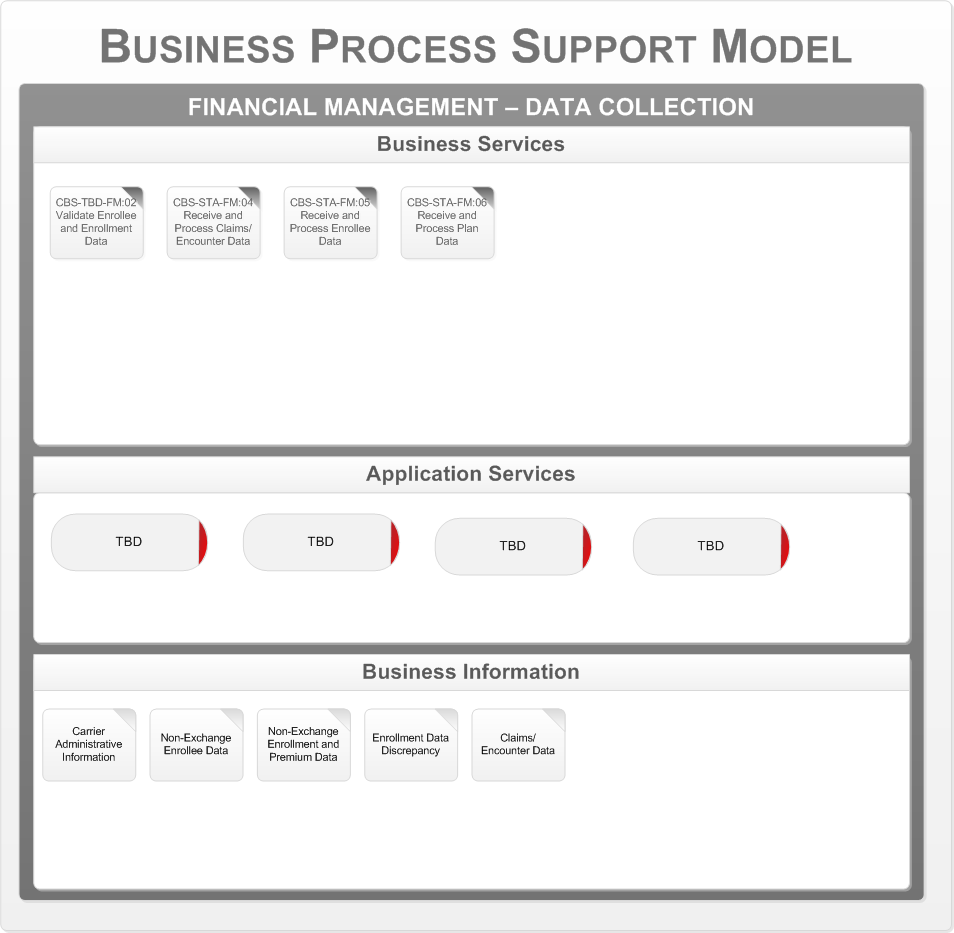 BUSINESS PROCESS SUPPORT MODEL
FINANCIAL MANAGEMENT – DATA COLLECTION
Business Services
CBS-TBD-FM:02
Validate Enrollee
and Enrollment
Data
CBS-STA-FM:04
Receive and
Process Claims/
Encounter Data
CBS-STA-FM:05
Receive and
Process Enrollee
Data
CBS-STA-FM:06
Receive and
Process Plan
Data
Application Services
TBD
TBD
TBD
TBD
Business Information
Carrier
Administrative
Information
Non-Exchange
Enrollee Data
Non-Exchange
Enrollment and
Premium Data
Enrollment Data
Discrepancy
Claims/
Encounter Data